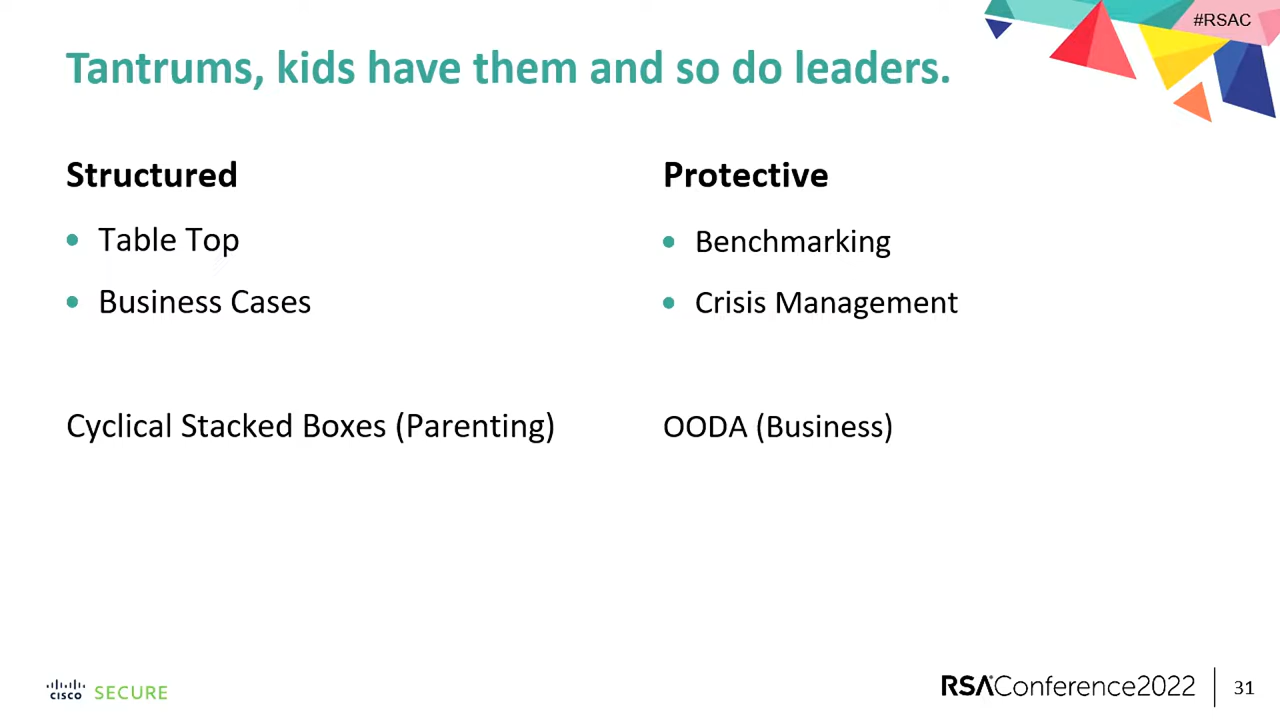 #RSAC
Tantrums, kids have them and so do leaders.
Structured
• Table Top
• Business Cases
Cyclical Stacked Boxes (Parenting)
Protective
• Benchmarking
• Crisis Management
OODA (Business)
CISCO SECURE
RSAConference2022
31